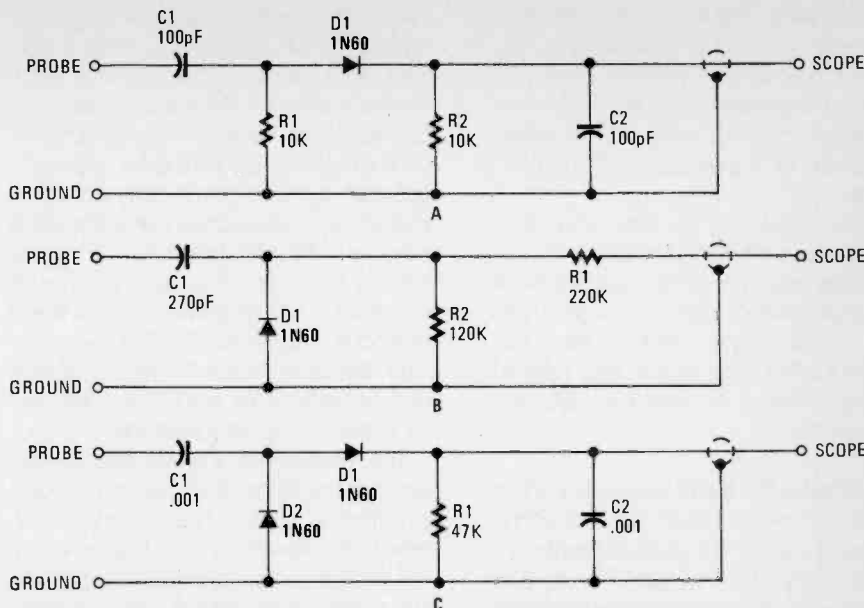 C1
100pF
D1
1N60
PROBE
SCOPE
R1
10K
R2
10K
C2
100pF
GROUND
A
PROBE
SCOPE
C1
270pF
R1
220K
D1
1N60
R2
120K
GROUND
B
PROBE
SCOPE
C1
.001
D1
1N60
D2
1N60
R1
47K
C2
.001
GROUND
C